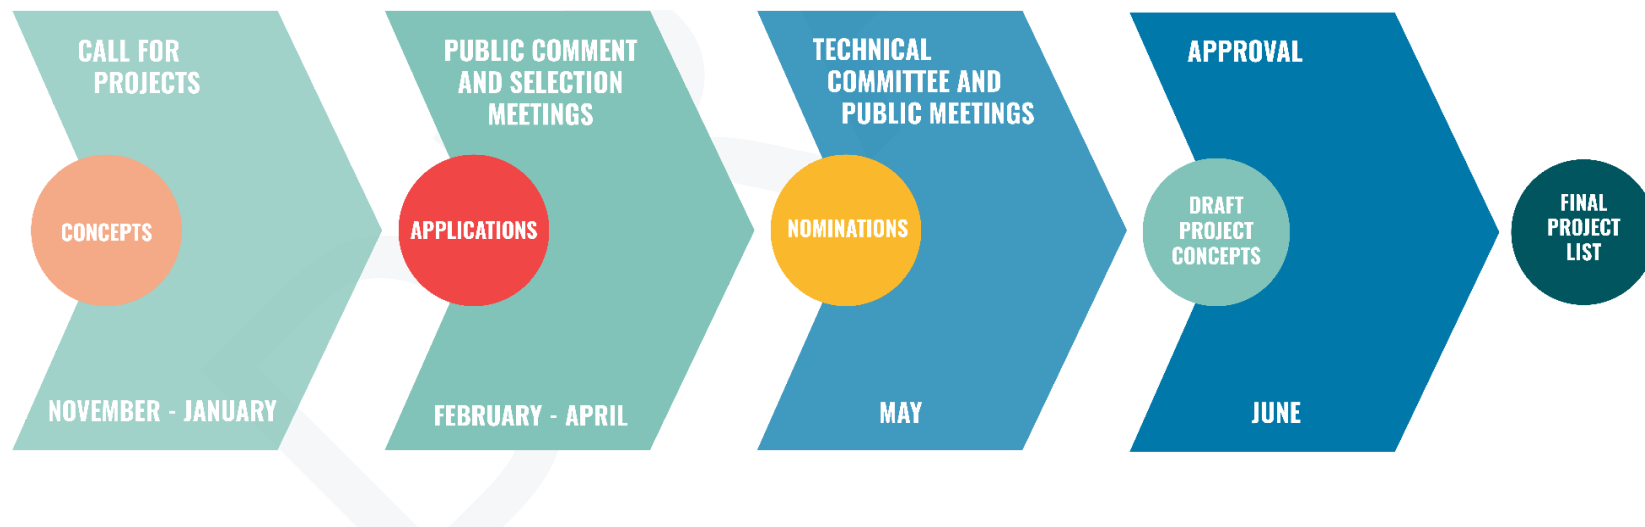 CALL FOR
PROJECTS
CONCEPTS
NOVEMBER - JANUARY
PUBLIC COMMENT
AND SELECTION
MEETINGS
APPLICATIONS
FEBRUARY - APRIL
TECHNICAL
COMMITTEE AND
PUBLIC MEETINGS
NOMINATIONS
MAY
APPROVAL
DRAFT
PROJECT
CONCEPTS
JUNE
FINAL
PROJECT
LIST